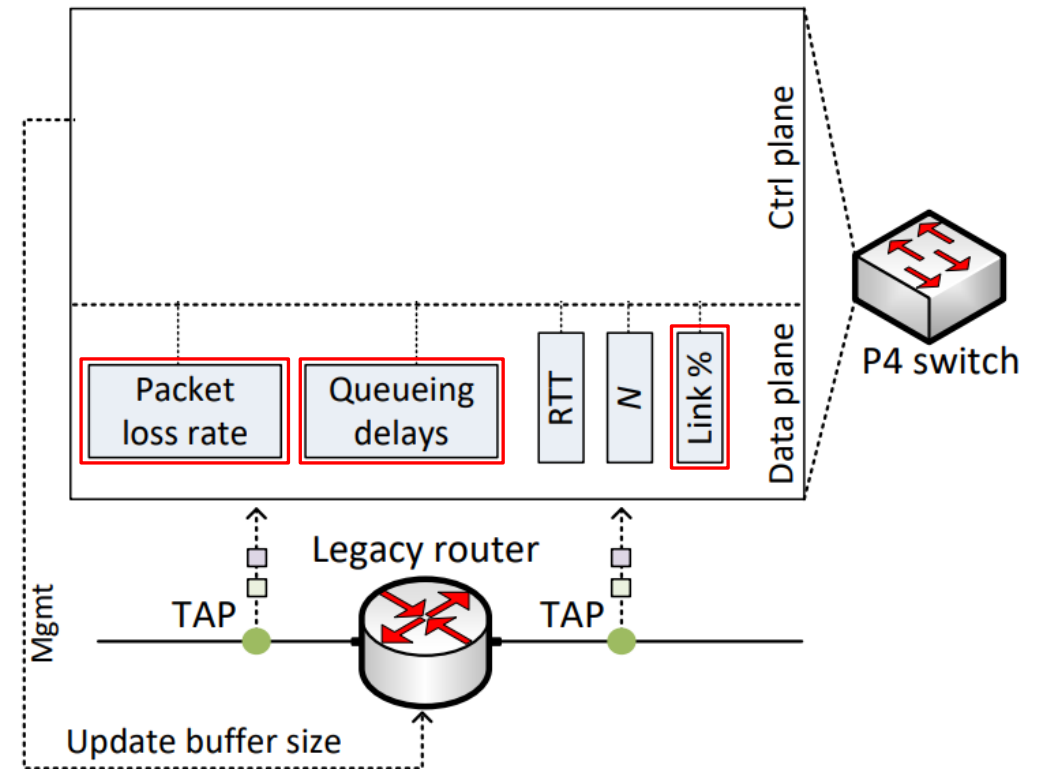 Ctrl plane
P4 switch
Packet
loss rate
Queueing
delays
RTT
N
Link %
Data plane
Legacy router
TAP
TAP
Mgmt
Update buffer size